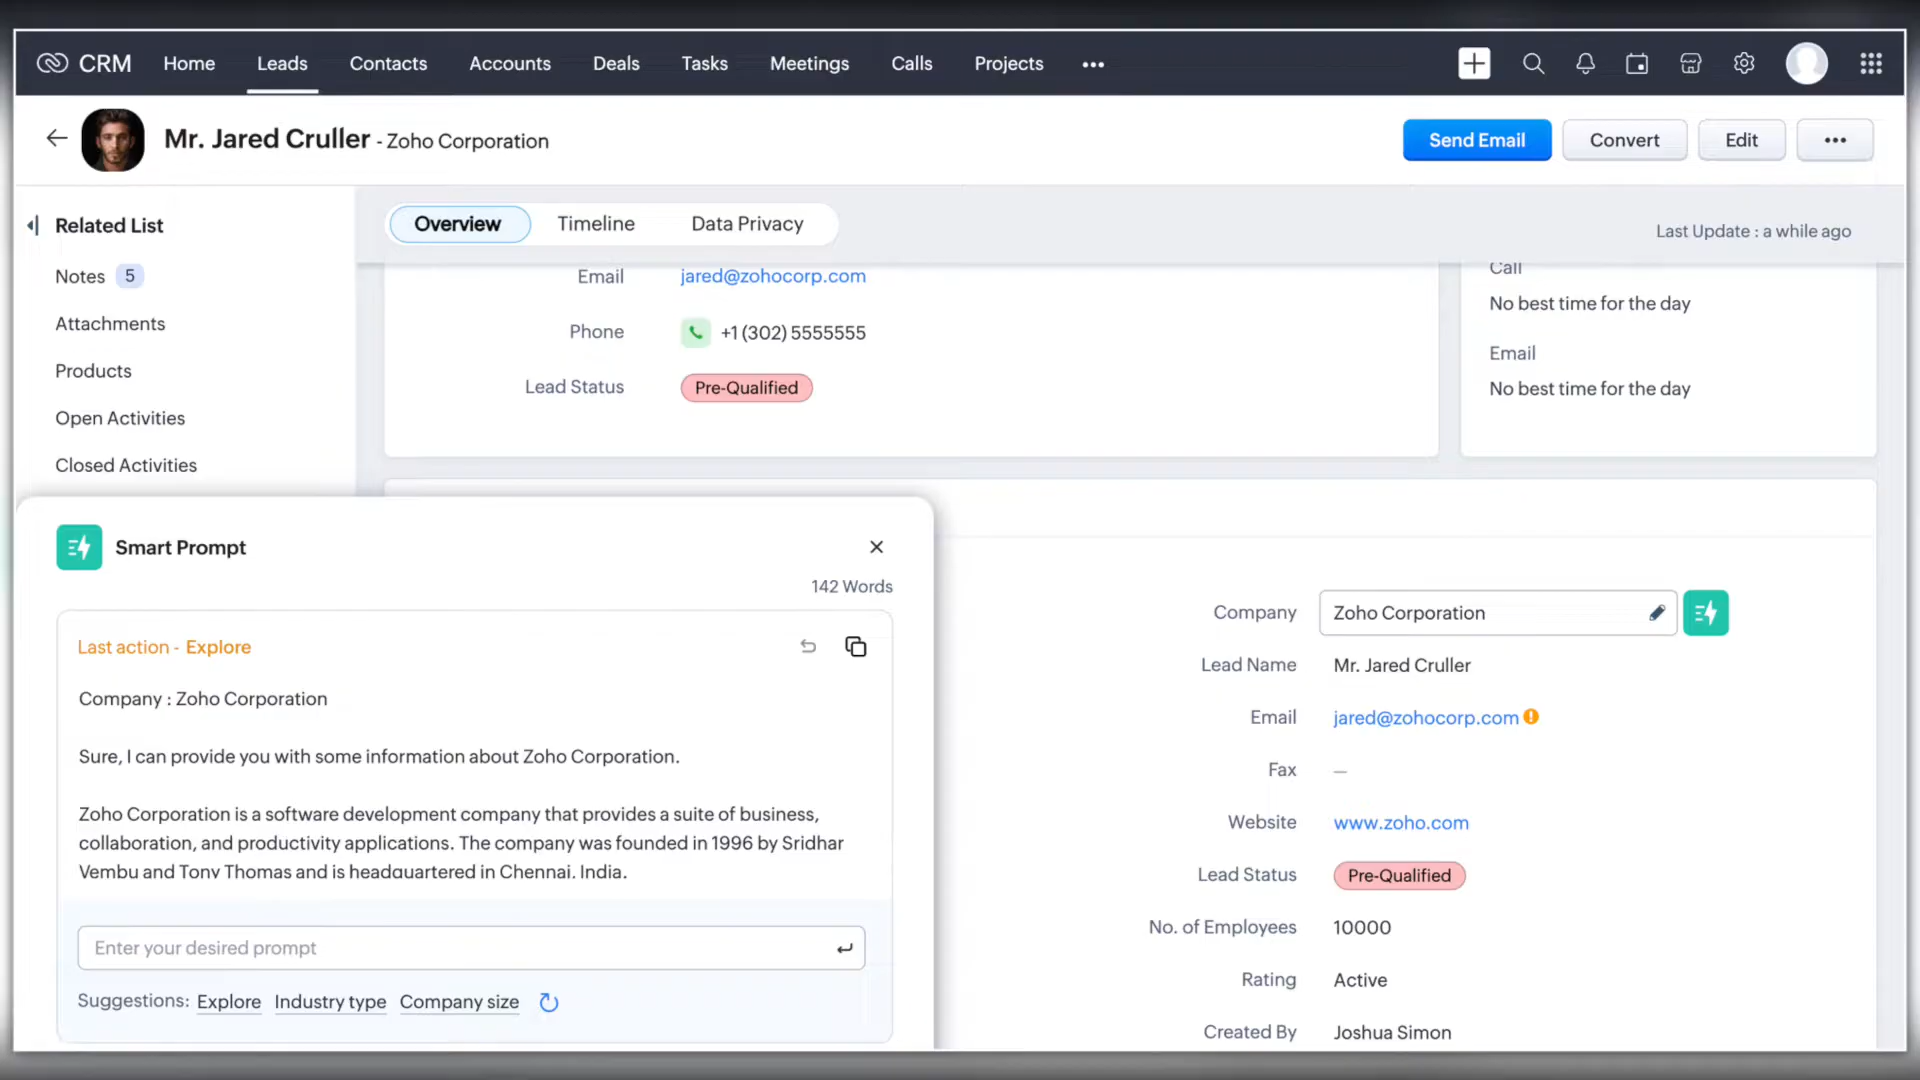 CRM Home Leads Contacts Accounts Deals Tasks Meetings Calls Projects
Mr. Jared Cruller - Zoho Corporation
Send Email Convert Edit
Related List
Notes 5
Attachments
Products
Open Activities
Closed Activities
Overview Timeline Data Privacy
Last Update : a while ago
Email jared@zohocorp.com
Phone +1 (302) 5555555
Lead Status Pre-Qualified
Call
No best time for the day
Email
No best time for the day
Smart Prompt
142 Words
Last action - Explore
Company : Zoho Corporation
Sure, I can provide you with some information about Zoho Corporation.
Zoho Corporation is a software development company that provides a suite of business,
collaboration, and productivity applications. The company was founded in 1996 by Sridhar
Vembu and Tony Thomas and is headquartered in Chennai, India.
Enter your desired prompt
Suggestions: Explore Industry type Company size
Company Zoho Corporation
Lead Name Mr. Jared Cruller
Email jared@zohocorp.com
Fax —
Website www.zoho.com
Lead Status Pre-Qualified
No. of Employees 10000
Rating Active
Created By Joshua Simon